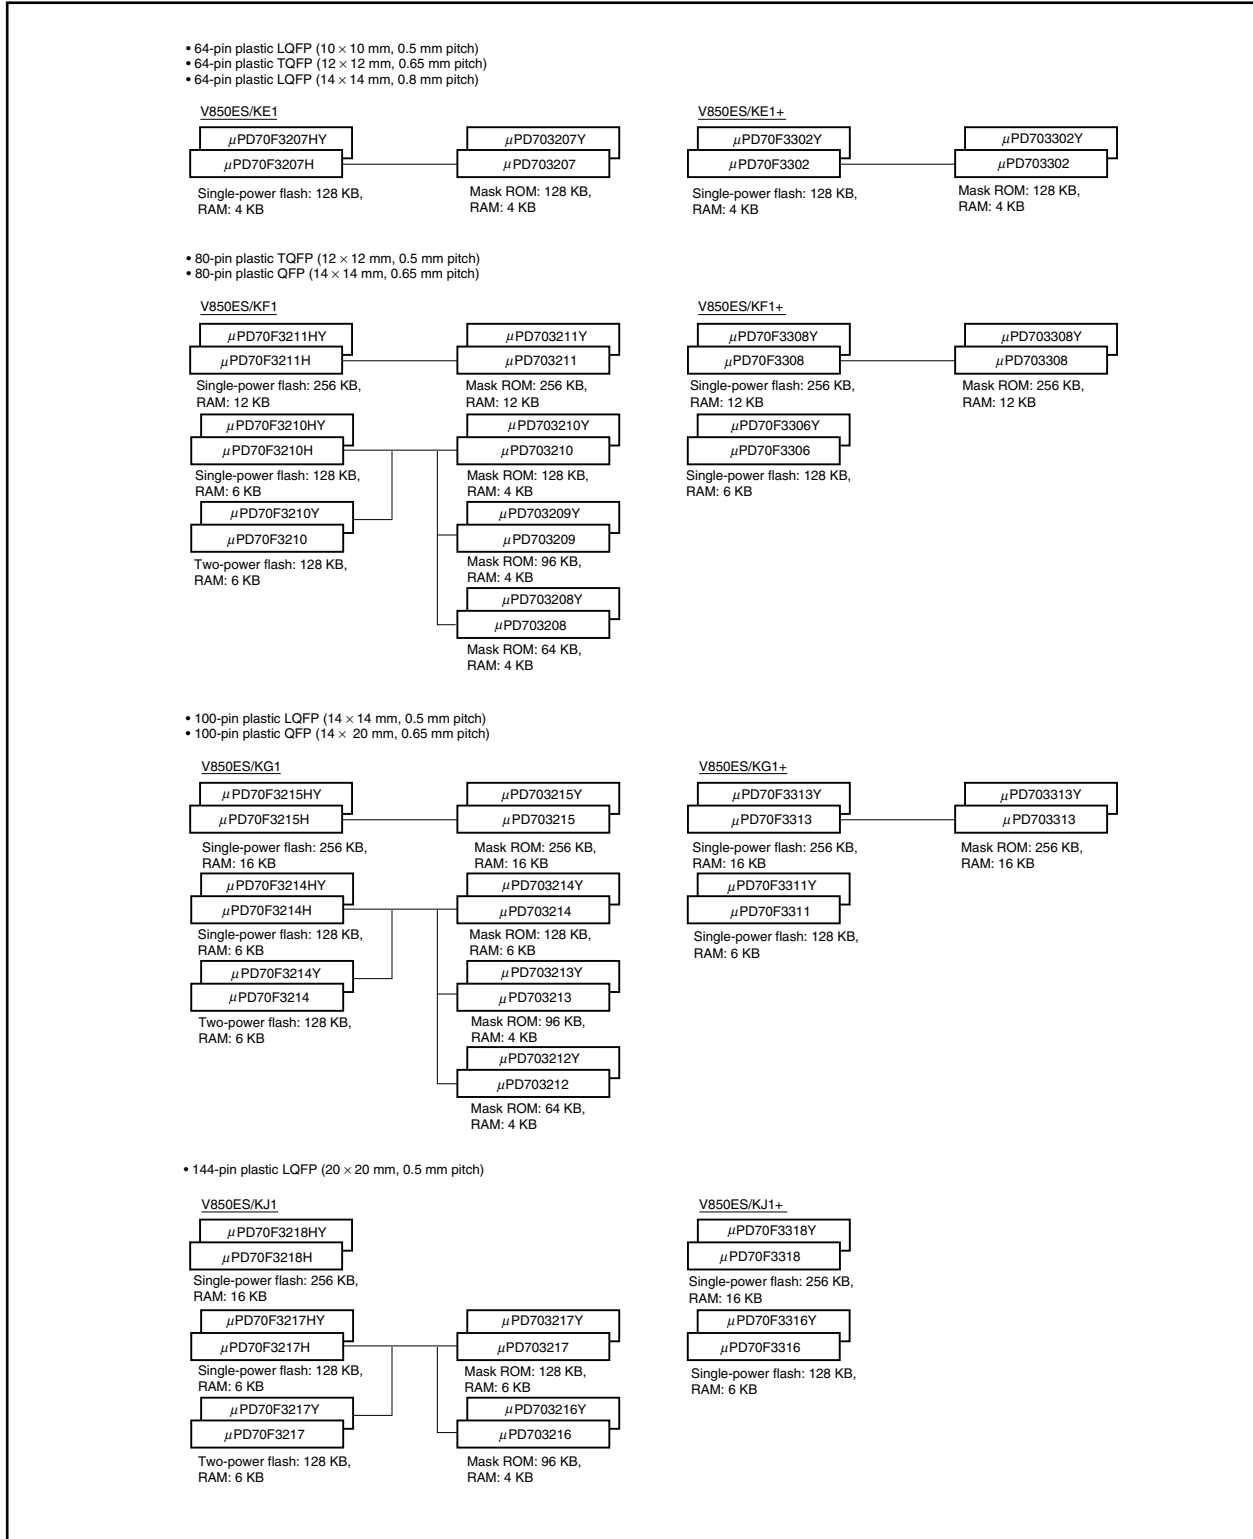 • 64-pin plastic LQFP (10 × 10 mm, 0.5 mm pitch)
• 64-pin plastic TQFP (12 × 12 mm, 0.65 mm pitch)
• 64-pin plastic LQFP (14 × 14 mm, 0.8 mm pitch)
V850ES/KE1
μPD70F3207HY
μPD70F3207H
Single-power flash: 128 KB,
RAM: 4 KB
μPD703207Y
μPD703207
Mask ROM: 128 KB,
RAM: 4 KB
V850ES/KE1+
μPD70F3302Y
μPD70F3302
Single-power flash: 128 KB,
RAM: 4 KB
μPD703302Y
μPD703302
Mask ROM: 128 KB,
RAM: 4 KB
• 80-pin plastic TQFP (12 × 12 mm, 0.5 mm pitch)
• 80-pin plastic QFP (14 × 14 mm, 0.65 mm pitch)
V850ES/KF1
μPD70F3211HY
μPD70F3211H
Single-power flash: 256 KB,
RAM: 12 KB
μPD703211Y
μPD703211
Mask ROM: 256 KB,
RAM: 12 KB
μPD70F3210HY
μPD70F3210H
Single-power flash: 128 KB,
RAM: 6 KB
μPD703210Y
μPD703210
Mask ROM: 128 KB,
RAM: 4 KB
μPD70F3210Y
μPD70F3210
Two-power flash: 128 KB,
RAM: 6 KB
μPD703209Y
μPD703209
Mask ROM: 96 KB,
RAM: 4 KB
μPD703208Y
μPD703208
Mask ROM: 64 KB,
RAM: 4 KB
V850ES/KF1+
μPD70F3308Y
μPD70F3308
Single-power flash: 256 KB,
RAM: 12 KB
μPD703308Y
μPD703308
Mask ROM: 256 KB,
RAM: 12 KB
μPD70F3306Y
μPD70F3306
Single-power flash: 128 KB,
RAM: 6 KB
• 100-pin plastic LQFP (14 × 14 mm, 0.5 mm pitch)
• 100-pin plastic QFP (14 × 20 mm, 0.65 mm pitch)
V850ES/KG1
μPD70F3215HY
μPD70F3215H
Single-power flash: 256 KB,
RAM: 16 KB
μPD703215Y
μPD703215
Mask ROM: 256 KB,
RAM: 16 KB
μPD70F3214HY
μPD70F3214H
Single-power flash: 128 KB,
RAM: 6 KB
μPD703214Y
μPD703214
Mask ROM: 128 KB,
RAM: 6 KB
μPD70F3214Y
μPD70F3214
Two-power flash: 128 KB,
RAM: 6 KB
μPD703213Y
μPD703213
Mask ROM: 96 KB,
RAM: 4 KB
μPD703212Y
μPD703212
Mask ROM: 64 KB,
RAM: 4 KB
V850ES/KG1+
μPD70F3313Y
μPD70F3313
Single-power flash: 256 KB,
RAM: 16 KB
μPD703313Y
μPD703313
Mask ROM: 256 KB,
RAM: 16 KB
μPD70F3311Y
μPD70F3311
Single-power flash: 128 KB,
RAM: 6 KB
• 144-pin plastic LQFP (20 × 20 mm, 0.5 mm pitch)
V850ES/KJ1
μPD70F3218HY
μPD70F3218H
Single-power flash: 256 KB,
RAM: 16 KB
μPD70F3217HY
μPD70F3217H
Single-power flash: 128 KB,
RAM: 6 KB
μPD703217Y
μPD703217
Mask ROM: 128 KB,
RAM: 6 KB
μPD70F3217Y
μPD70F3217
Two-power flash: 128 KB,
RAM: 6 KB
μPD703216Y
μPD703216
Mask ROM: 96 KB,
RAM: 4 KB
V850ES/KJ1+
μPD70F3318Y
μPD70F3318
Single-power flash: 256 KB,
RAM: 16 KB
μPD70F3316Y
μPD70F3316
Single-power flash: 128 KB,
RAM: 6 KB